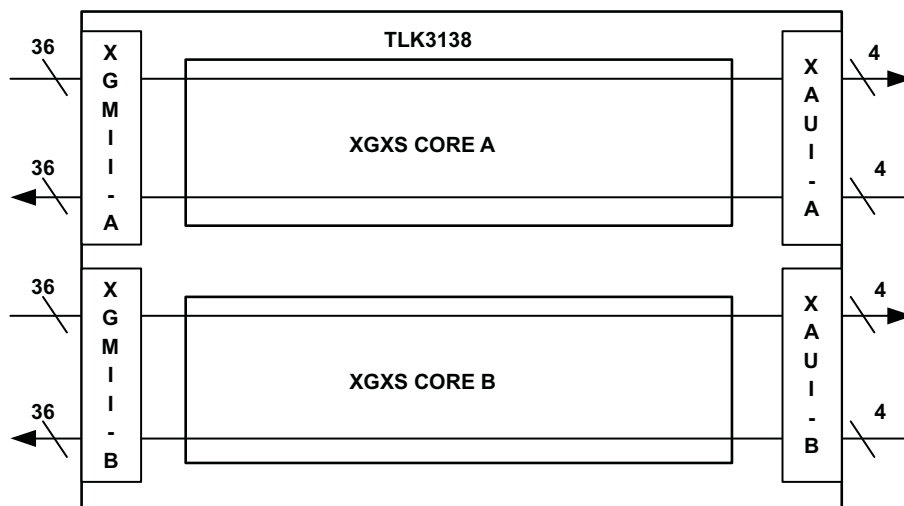 TLK3138
36
XGMII-A
XAUI-A
4
XGXS CORE A
36
4
36
XGMII-B
XAUI-B
4
XGXS CORE B
36
4